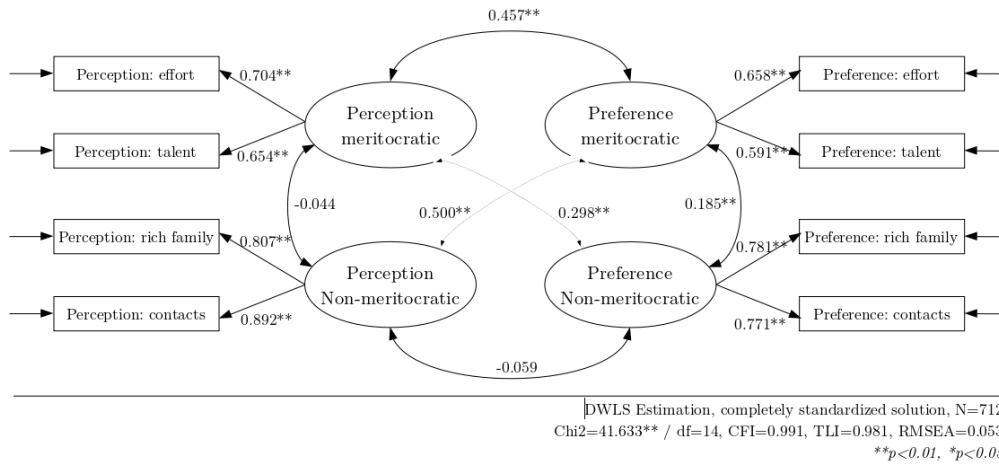 0.457**
Perception: effort
0.704**
Perception
meritocratic
Preference
meritocratic
0.658**
Preference: effort
Perception: talent
0.654**
0.591**
Preference: talent
-0.044
0.500**
0.298**
0.185**
Perception: rich family
0.807**
Perception
Non-meritocratic
Preference
Non-meritocratic
0.781**
Preference: rich family
Perception: contacts
0.892**
0.771**
Preference: contacts
-0.059
DWLS Estimation, completely standardized solution, N=712
Chi2=41.633** / df=14, CFI=0.991, TLI=0.981, RMSEA=0.053
**p<0.01, *p<0.05